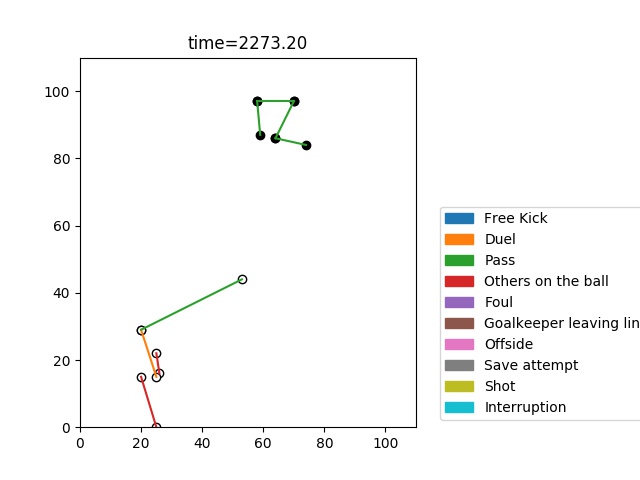 time=2273.20
100
80
60
40
20
0
0 20 40 60 80 100
Free Kick
Duel
Pass
Others on the ball
Foul
Goalkeeper leaving lin
Offside
Save attempt
Shot
Interruption